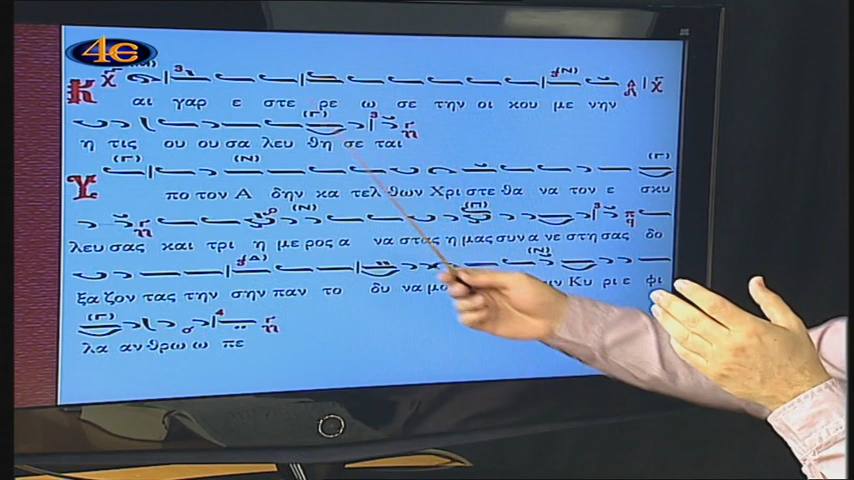 4E
Και γαρ ε στε ρε ω σε την οι κου με νην
η τις ου ου σα λευ θη σε ται
Υ πο τον Α δην κα τελ θων Χρι στε θα να τον ε σκυ
λευ σας και τρι η με ρος α να στας η μας συν α νε στη σας δο
ξα ζον τας την σην παν το δυ να μο Κυ ρι ε φι
λα αν θρω ω πε